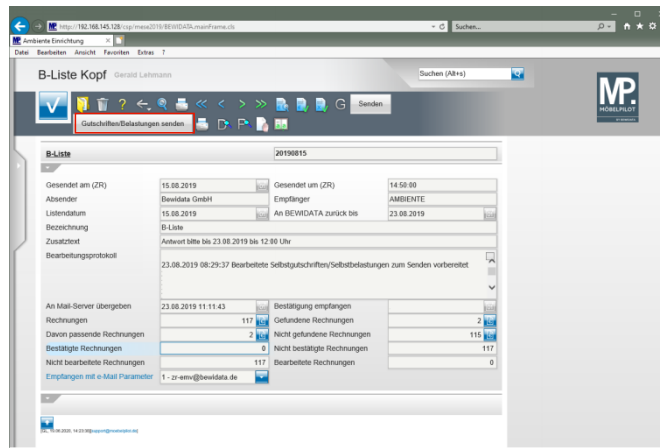 http://192.168.145.128/csp/mese2019/BEWIDATA.mainFrame.cls
Suchen...
Ambiente Einrichtung
Datei Bearbeiten Ansicht Favoriten Extras ?
B-Liste Kopf Gerald Lehmann
Suchen (Alt+s)
G Senden
MP.
MÖBELPILOT
Gutschriften/Belastungen senden
B-Liste 20190815
Gesendet am (ZR) 15.08.2019 Gesendet um (ZR) 14:50:00
Absender Bewidata GmbH Empfänger AMBIENTE
Listendatum 15.08.2019 An BEWIDATA zurück bis 23.08.2019
Bezeichnung B-Liste
Zusatztext Antwort bitte bis 23.08.2019 bis 12:00 Uhr
Bearbeitungsprotokoll
23.08.2019 08:29:37 Bearbeitete Selbstgutschriften/Selbstbelastungen zum Senden vorbereitet
An Mail-Server übergeben 23.08.2019 11:11:43 Bestätigung empfangen
Rechnungen 117 Gefundene Rechnungen 2
Davon passende Rechnungen 2 Nicht gefundene Rechnungen 115
Bestätigte Rechnungen 0 Nicht bestätigte Rechnungen 117
Nicht bearbeitete Rechnungen 117 Bearbeitete Rechnungen 0
Empfangen mit e-Mail Parameter 1 - zr-emv@bewidata.de